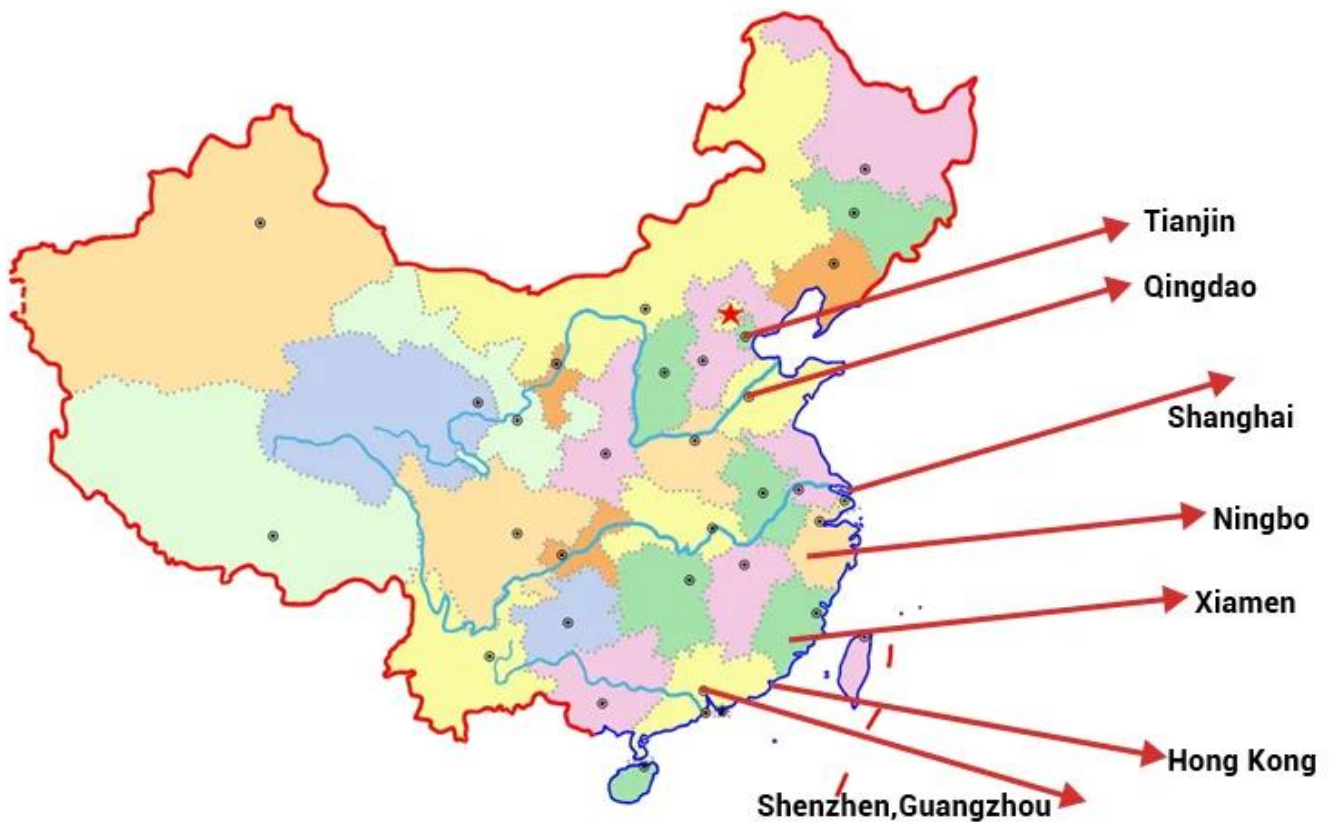 Tianjin
Qingdao
Shanghai
Ningbo
Xiamen
Hong Kong
Shenzhen,Guangzhou